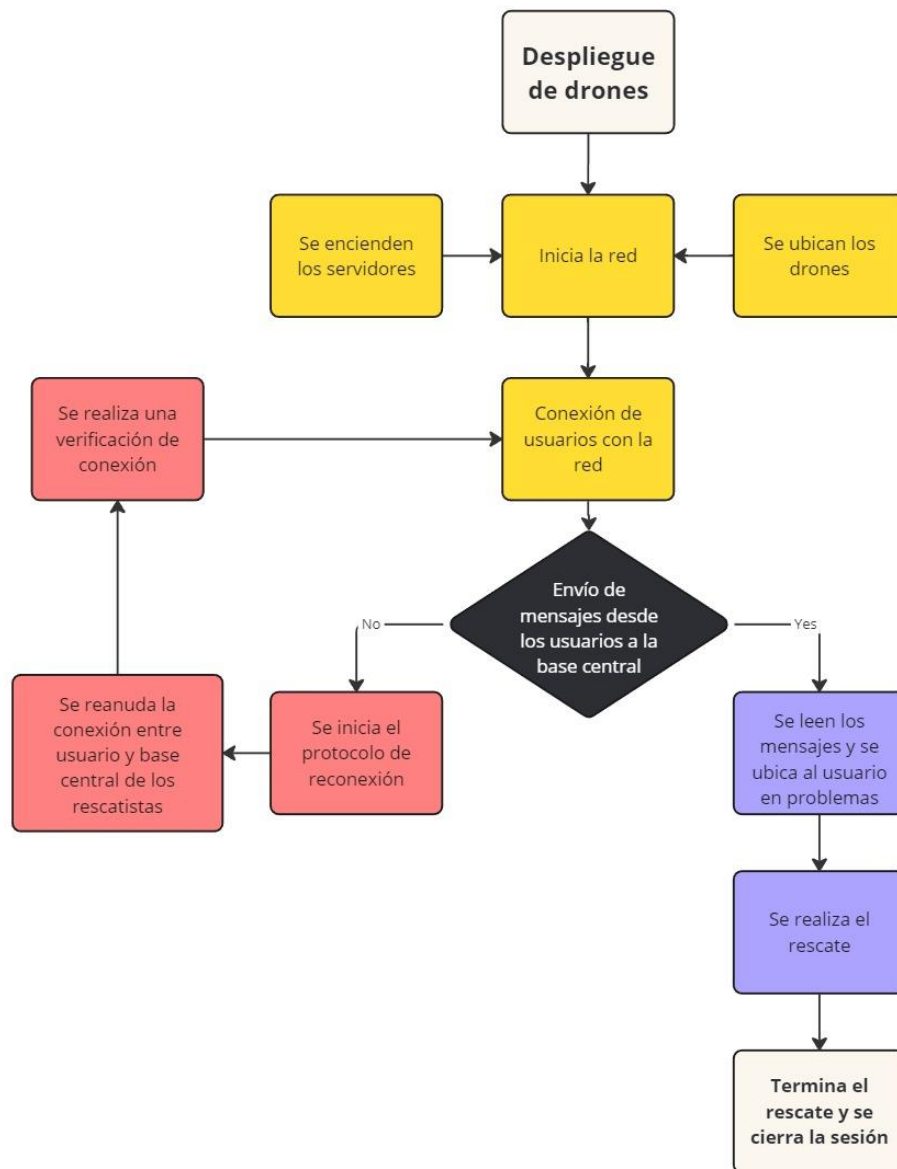 Despliegue
de drones
Se encienden
los servidores
Inicia la red
Se ubican los
drones
Se realiza una
verificación de
conexión
Conexión de
usuarios con la
red
Envío de
mensajes desde
los usuarios a la
base central
No
Yes
Se reanuda la
conexión entre
usuario y base
central de los
rescatistas
Se inicia el
protocolo de
reconexión
Se leen los
mensajes y se
ubica al usuario
en problemas
Se realiza el
rescate
Termina el
rescate y se
cierra la sesión